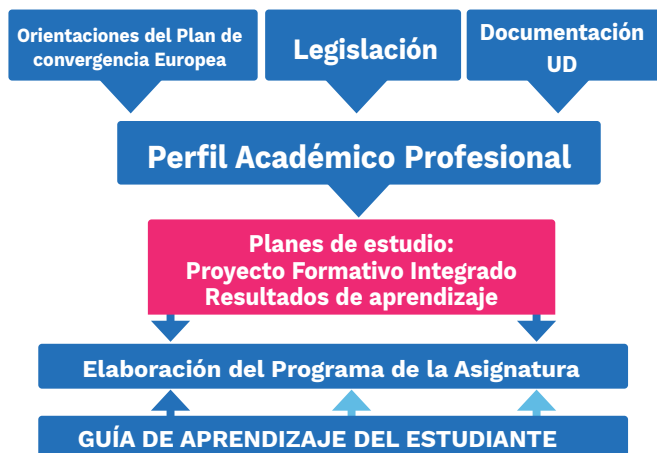 Orientaciones del Plan de
convergencia Europea
Legislación
Documentación
UD
Perfil Académico Profesional
Planes de estudio:
Proyecto Formativo Integrado
Resultados de aprendizaje
Elaboración del Programa de la Asignatura
GUÍA DE APRENDIZAJE DEL ESTUDIANTE